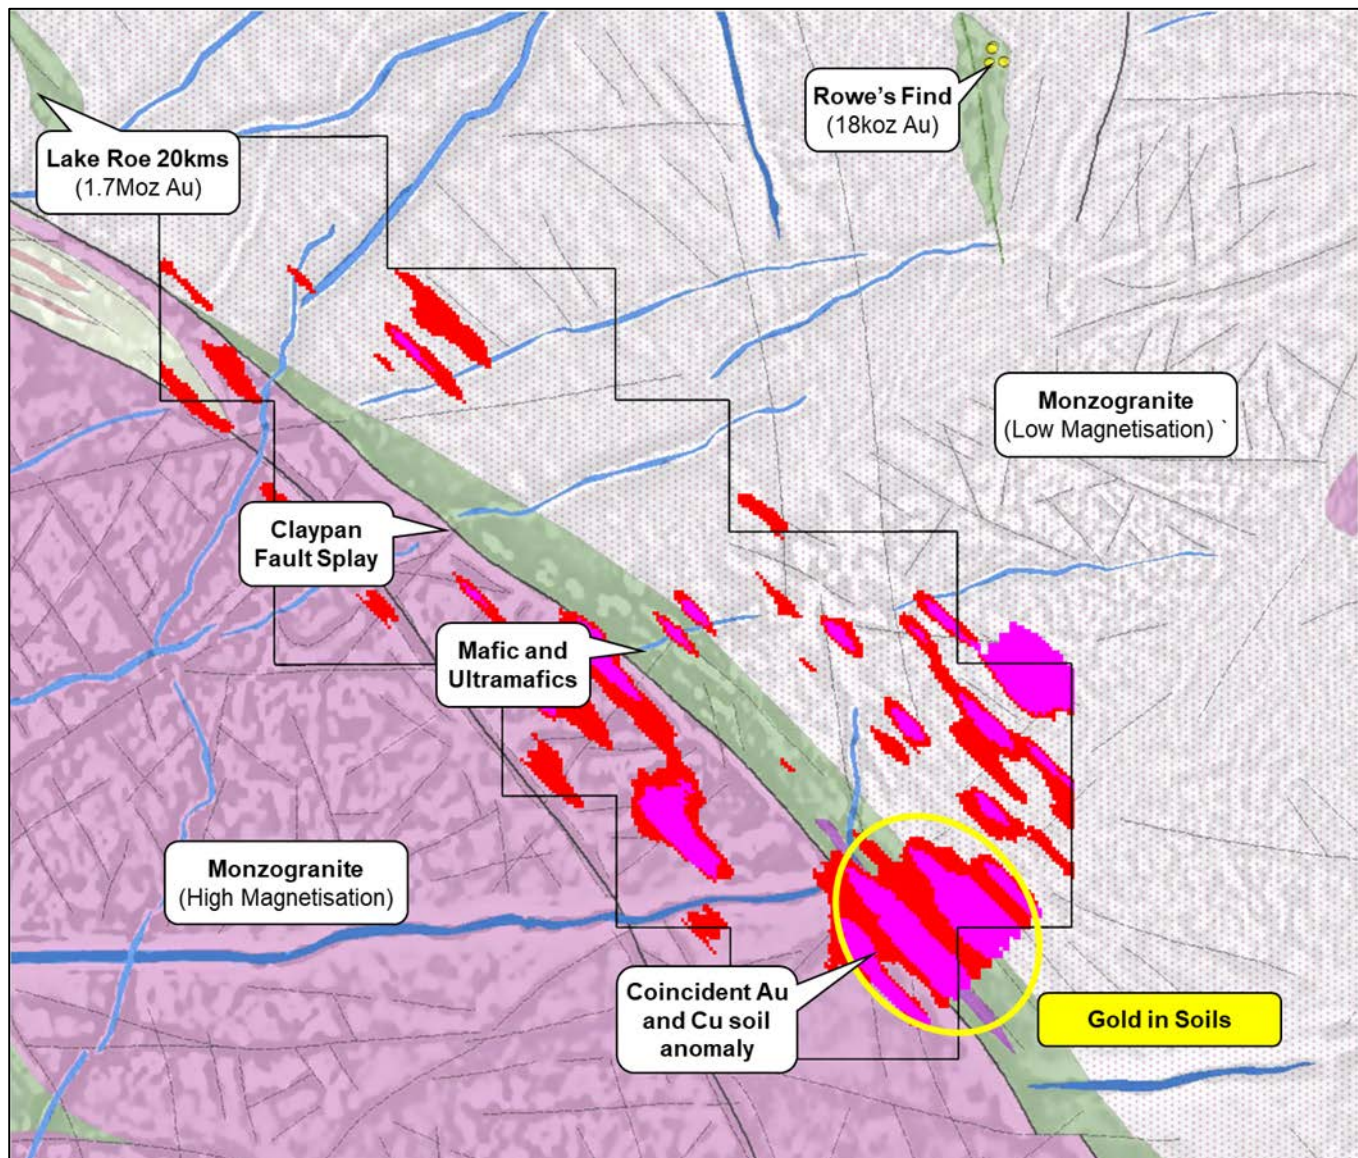 Rowe's Find
(18koz Au)
Lake Roe 20kms
(1.7Moz Au)
Monzogranite
(Low Magnetisation) `
Claypan
Fault Splay
Mafic and
Ultramafics
Monzogranite
(High Magnetisation)
Coincident Au
and Cu soil
anomaly
Gold in Soils